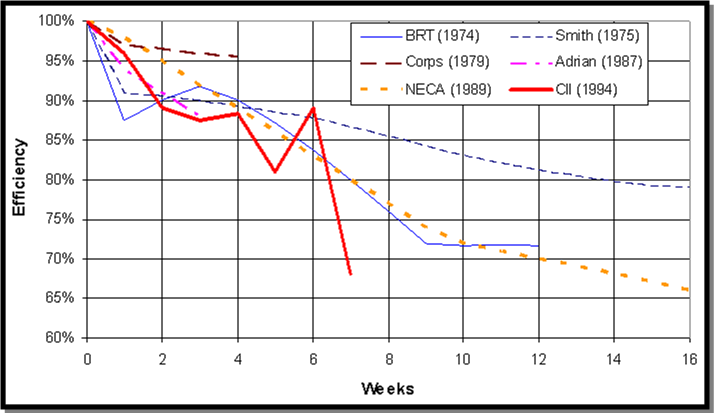 100%
95%
90%
85%
80%
75%
70%
65%
60%
Efficiency
BRT (1974) Smith (1975)
Corps (1979) Adrian (1987)
NECA (1989) CII (1994)
0 2 4 6 8 10 12 14 16
Weeks